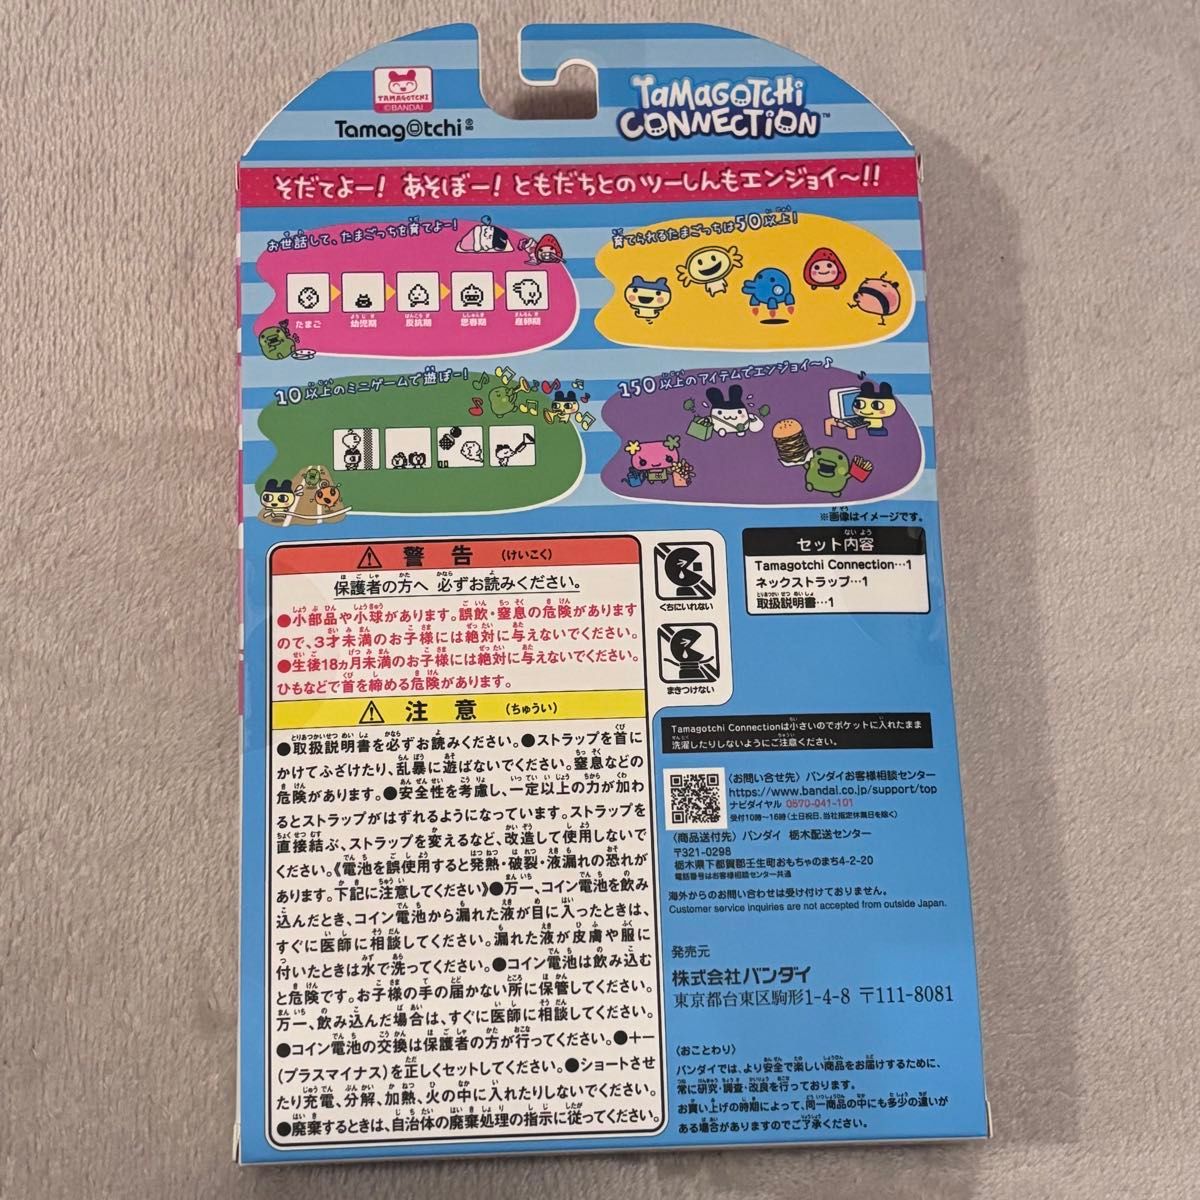 TAMAGOTCHI
©BANDAI
Tamagotchi
TAMAGOTCHI
CONNECTION™
そだてよー! あそぼー! ともだちとのツーしんもエンジョイ〜!!
お世話して、たまごっちを育てよー!
たまご
幼児期
反抗期
思春期
産卵期
育てられるたまごっちは50以上!
10以上のミニゲームで遊ぼー!
150以上のアイテムでエンジョイ〜♪
※画像はイメージです。
警告 (けいこく)
保護者の方へ 必ずお読みください。
●小部品や小球があります。誤飲・窒息の危険があります
ので、3才未満のお子様には絶対に与えないでください。
●生後18ヵ月未満のお子様には絶対に与えないでください。
ひもなどで首を締める危険があります。
くちにいれない
まきつけない
セット内容
Tamagotchi Connection…1
ネックストラップ…1
取扱説明書…1
注意 (ちゅうい)
●取扱説明書を必ずお読みください。●ストラップを首に
かけてふざけたり、乱暴に遊ばないでください。窒息などの
危険があります。●安全性を考慮し、一定以上の力が加わ
るとストラップがはずれるようになっています。ストラップを
直接結ぶ、ストラップを変えるなど、改造して使用しないで
ください。《電池を誤使用すると発熱・破裂・液漏れの恐れが
あります。下記に注意してください》●万一、コイン電池を飲み
込んだとき、コイン電池から漏れた液が目に入ったときは、
すぐに医師に相談してください。漏れた液が皮膚や服に
付いたときは水で洗ってください。●コイン電池は飲み込む
と危険です。お子様の手の届かない所に保管してください。
万一、飲み込んだ場合は、すぐに医師に相談してください。
●コイン電池の交換は保護者の方が行ってください。●+−
(プラスマイナス)を正しくセットしてください。●ショートさせ
たり充電、分解、加熱、火の中に入れたりしないでください。
●廃棄するときは、自治体の廃棄処理の指示に従ってください。
Tamagotchi Connectionは小さいのでポケットに入れたまま
洗濯したりしないようにご注意ください。
〈お問い合せ先〉バンダイお客様相談センター
https://www.bandai.co.jp/support/top
ナビダイヤル 0570-041-101
受付10時〜16時(土日祝日、当社指定休業日を除く)
〈商品送付先〉バンダイ 栃木配送センター
〒321-0298
栃木県下都賀郡壬生町おもちゃのまち4-2-20
電話番号はお客様相談センター共通
海外からのお問い合わせは受け付けておりません。
Customer service inquiries are not accepted from outside Japan.
発売元
株式会社バンダイ
東京都台東区駒形1-4-8 〒111-8081
〈おことわり〉
バンダイでは、より安全で楽しい商品をお届けするために、
常に研究・調査・改良を行っております。
お買い上げの時期によって、同一商品の中にも多少の違いが
ある場合がありますのでご了承ください。